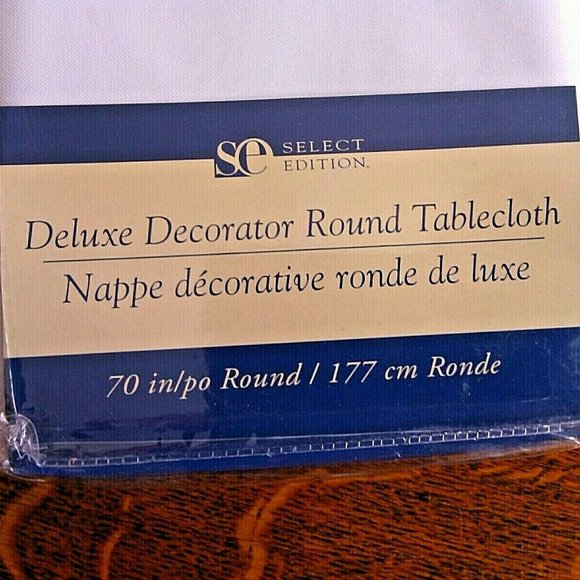 se SELECT
EDITION®
Deluxe Decorator Round Tablecloth
Nappe décorative ronde de luxe
70 in/po Round / 177 cm Ronde